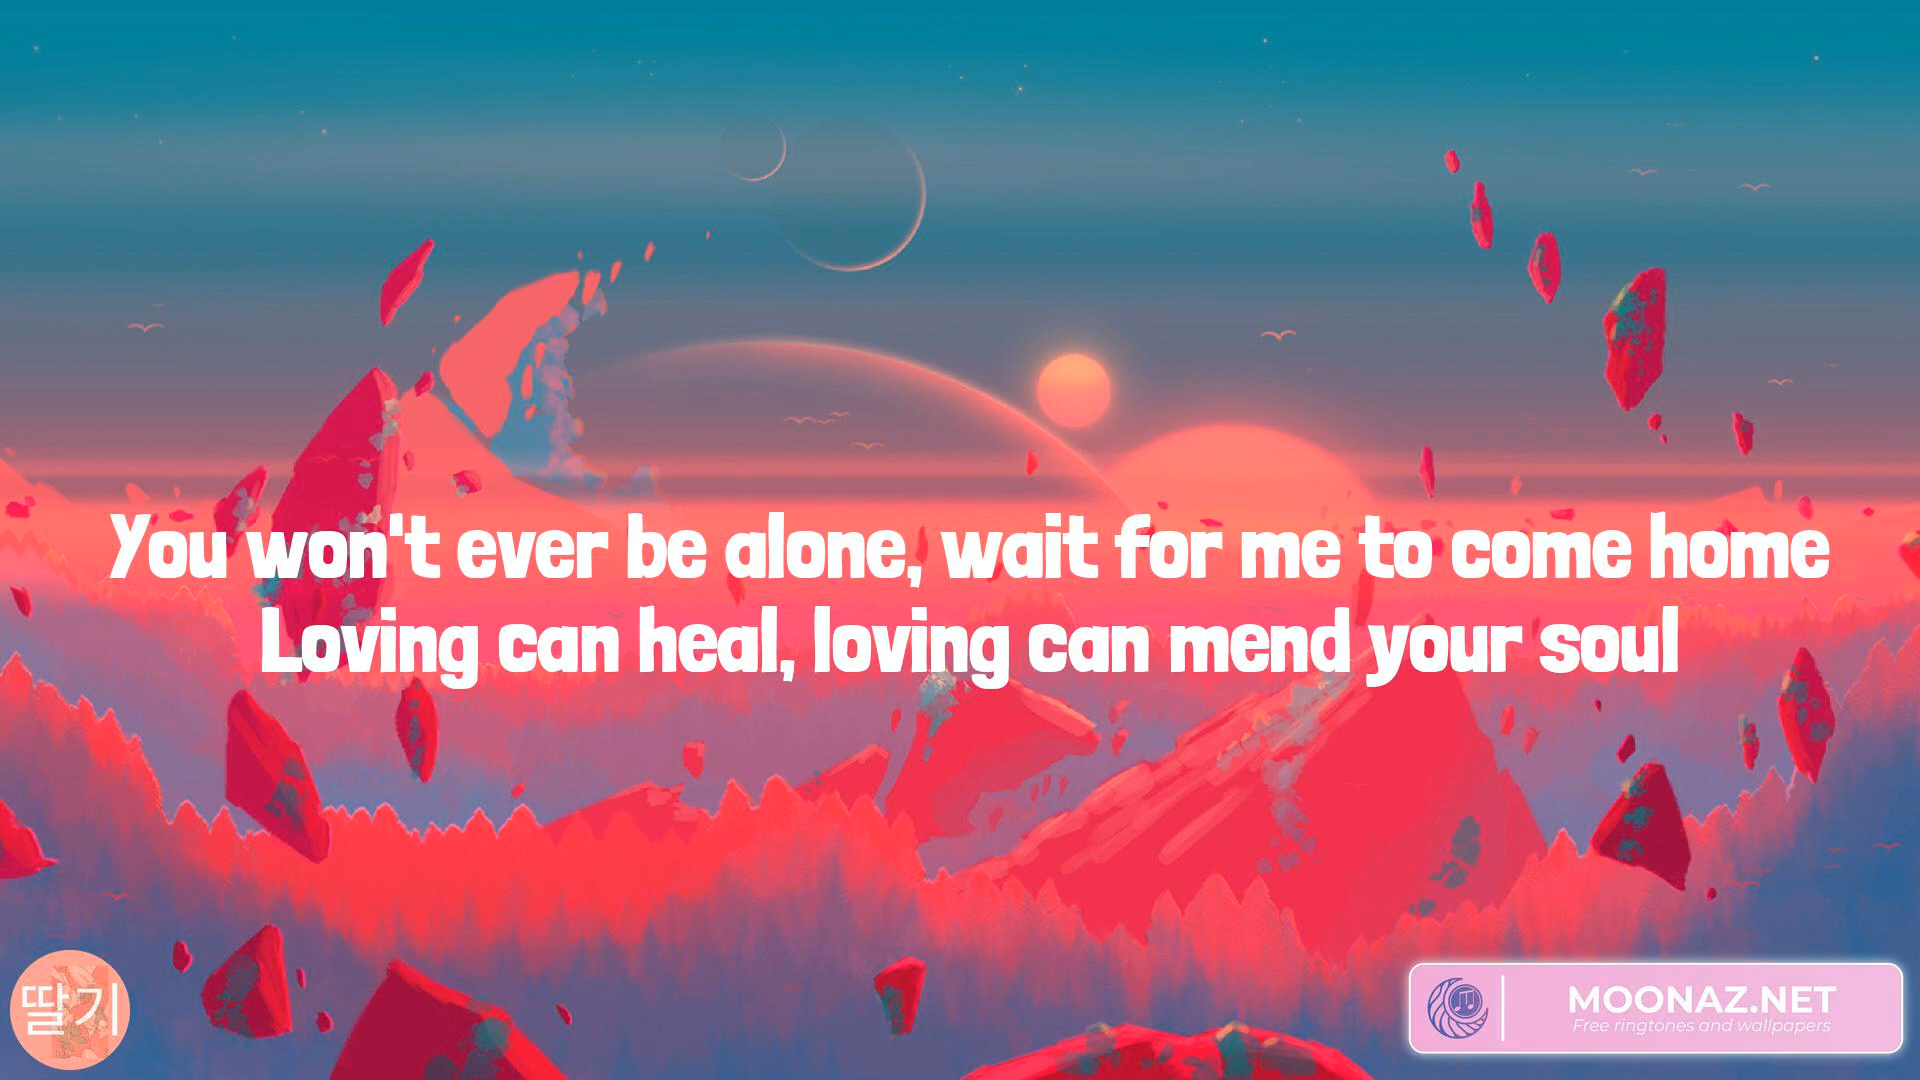 You won't ever be alone, wait for me to come home
Loving can heal, loving can mend your soul
딸기
MOONAZ.NET
Free ringtones and wallpapers